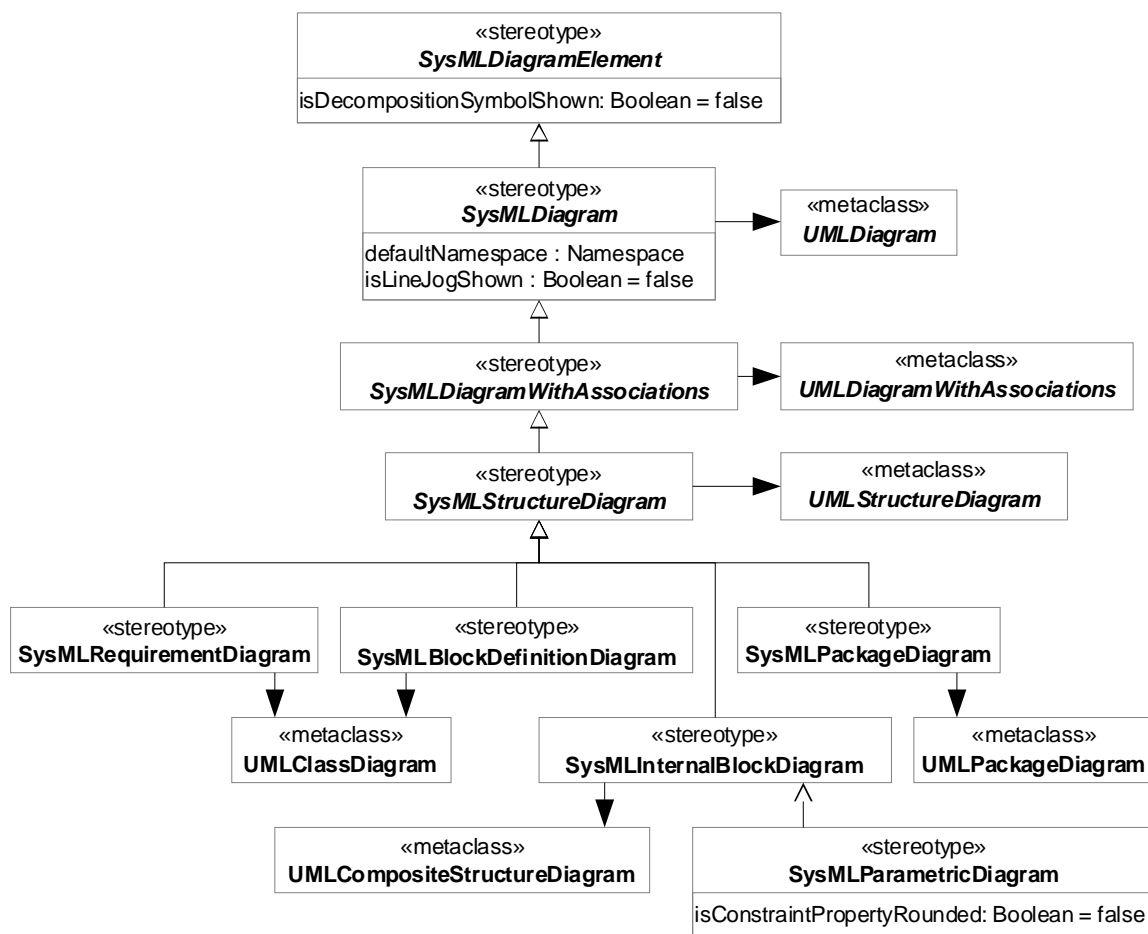 «stereotype»
SysMLDiagramElement
isDecompositionSymbolShown: Boolean = false
«stereotype»
SysMLDiagram
defaultNamespace : Namespace
isLineJogShown : Boolean = false
«metaclass»
UMLDiagram
«stereotype»
SysMLDiagramWithAssociations
«metaclass»
UMLDiagramWithAssociations
«stereotype»
SysMLStructureDiagram
«metaclass»
UMLStructureDiagram
«stereotype»
SysMLRequirementDiagram
«stereotype»
SysMLBlockDefinitionDiagram
«stereotype»
SysMLPackageDiagram
«metaclass»
UMLClassDiagram
«stereotype»
SysMLInternalBlockDiagram
«metaclass»
UMLPackageDiagram
«metaclass»
UMLCompositeStructureDiagram
«stereotype»
SysMLParametricDiagram
isConstraintPropertyRounded: Boolean = false